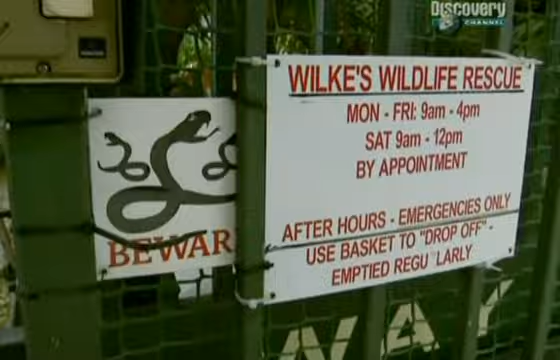 Discovery
CHANNEL
WILKE'S WILDLIFE RESCUE
MON - FRI: 9am - 4pm
SAT 9am - 12pm
BY APPOINTMENT
AFTER HOURS - EMERGENCIES ONLY
USE BASKET TO "DROP OFF" -
EMPTIED REGU LARLY
BEWAR
WAY